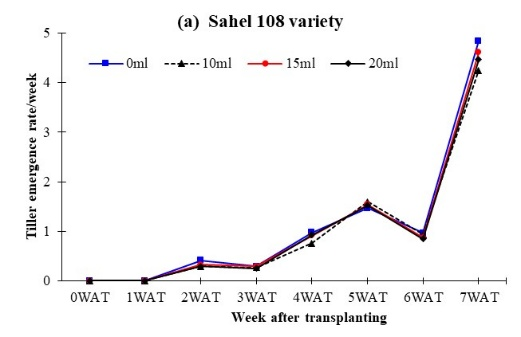 (a) Sahel 108 variety
0ml 10ml 15ml 20ml
Tiller emergence rate/week
5
4
3
2
1
0
0WAT 1WAT 2WAT 3WAT 4WAT 5WAT 6WAT 7WAT
Week after transplanting